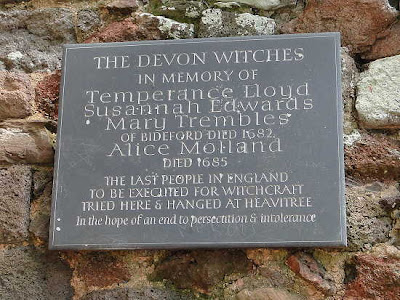 THE DEVON WITCHES
IN MEMORY OF
Temperance Lloyd
Susannah Edwards
Mary Trembles
OF BIDEFORD DIED 1682
Alice Molland
DIED 1685
THE LAST PEOPLE IN ENGLAND
TO BE EXECUTED FOR WITCHCRAFT
TRIED HERE & HANGED AT HEAVITREE
In the hope of an end to persecution & intolerance